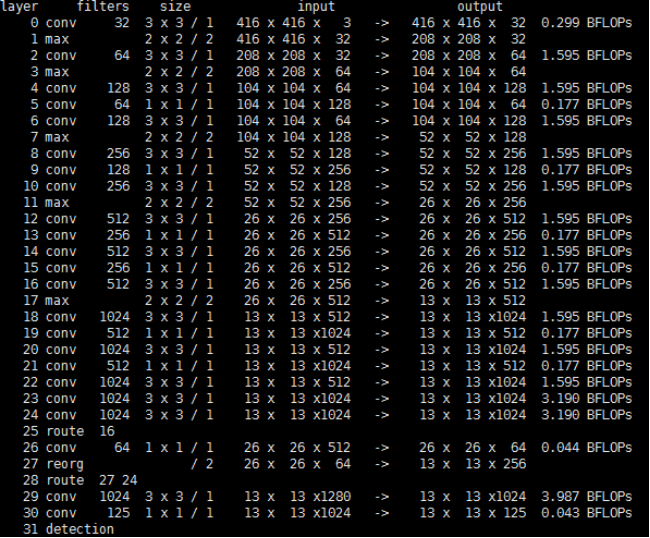 layer     filters    size              input                output
   0 conv     32  3 x 3 / 1   416 x 416 x   3   ->   416 x 416 x  32  0.299 BFLOPs
   1 max          2 x 2 / 2   416 x 416 x  32   ->   208 x 208 x  32
   2 conv     64  3 x 3 / 1   208 x 208 x  32   ->   208 x 208 x  64  1.595 BFLOPs
   3 max          2 x 2 / 2   208 x 208 x  64   ->   104 x 104 x  64
   4 conv    128  3 x 3 / 1   104 x 104 x  64   ->   104 x 104 x 128  1.595 BFLOPs
   5 conv     64  1 x 1 / 1   104 x 104 x 128   ->   104 x 104 x  64  0.177 BFLOPs
   6 conv    128  3 x 3 / 1   104 x 104 x  64   ->   104 x 104 x 128  1.595 BFLOPs
   7 max          2 x 2 / 2   104 x 104 x 128   ->    52 x  52 x 128
   8 conv    256  3 x 3 / 1    52 x  52 x 128   ->    52 x  52 x 256  1.595 BFLOPs
   9 conv    128  1 x 1 / 1    52 x  52 x 256   ->    52 x  52 x 128  0.177 BFLOPs
  10 conv    256  3 x 3 / 1    52 x  52 x 128   ->    52 x  52 x 256  1.595 BFLOPs
  11 max          2 x 2 / 2    52 x  52 x 256   ->    26 x  26 x 256
  12 conv    512  3 x 3 / 1    26 x  26 x 256   ->    26 x  26 x 512  1.595 BFLOPs
  13 conv    256  1 x 1 / 1    26 x  26 x 512   ->    26 x  26 x 256  0.177 BFLOPs
  14 conv    512  3 x 3 / 1    26 x  26 x 256   ->    26 x  26 x 512  1.595 BFLOPs
  15 conv    256  1 x 1 / 1    26 x  26 x 512   ->    26 x  26 x 256  0.177 BFLOPs
  16 conv    512  3 x 3 / 1    26 x  26 x 256   ->    26 x  26 x 512  1.595 BFLOPs
  17 max          2 x 2 / 2    26 x  26 x 512   ->    13 x  13 x 512
  18 conv   1024  3 x 3 / 1    13 x  13 x 512   ->    13 x  13 x1024  1.595 BFLOPs
  19 conv    512  1 x 1 / 1    13 x  13 x1024   ->    13 x  13 x 512  0.177 BFLOPs
  20 conv   1024  3 x 3 / 1    13 x  13 x 512   ->    13 x  13 x1024  1.595 BFLOPs
  21 conv    512  1 x 1 / 1    13 x  13 x1024   ->    13 x  13 x 512  0.177 BFLOPs
  22 conv   1024  3 x 3 / 1    13 x  13 x 512   ->    13 x  13 x1024  1.595 BFLOPs
  23 conv   1024  3 x 3 / 1    13 x  13 x1024   ->    13 x  13 x1024  3.190 BFLOPs
  24 conv   1024  3 x 3 / 1    13 x  13 x1024   ->    13 x  13 x1024  3.190 BFLOPs
  25 route  16
  26 conv     64  1 x 1 / 1    26 x  26 x 512   ->    26 x  26 x  64  0.044 BFLOPs
  27 reorg              / 2    26 x  26 x  64   ->    13 x  13 x 256
  28 route  27 24
  29 conv   1024  3 x 3 / 1    13 x  13 x1280   ->    13 x  13 x1024  3.987 BFLOPs
  30 conv    125  1 x 1 / 1    13 x  13 x1024   ->    13 x  13 x 125  0.043 BFLOPs
  31 detection